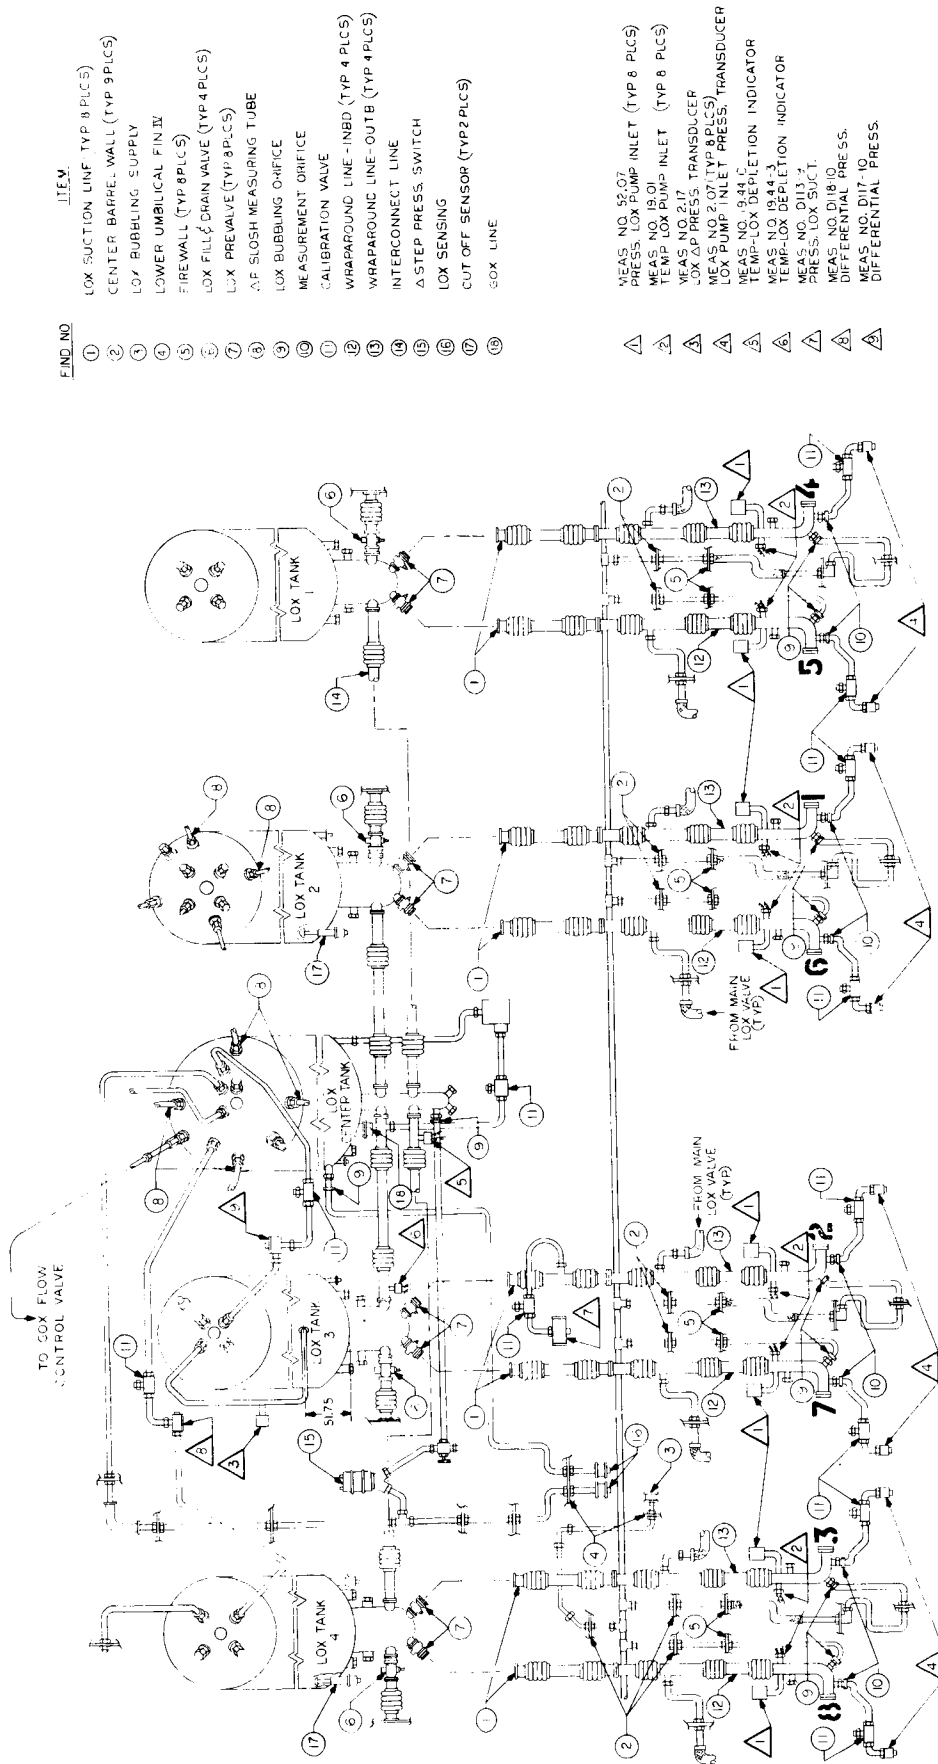 FIND NO. ITEM
1 LOX SUCTION LINE TYP 8 PLCS)
2 CENTER BARREL WALL (TYP 9 PLCS)
3 LOX BUBBLING SUPPLY
4 LOWER UMBILICAL FIN IV
5 FIREWALL (TYP 8 PLCS)
6 LOX FILL & DRAIN VALVE (TYP 4 PLCS)
7 LOX PREVALVE (TYP 8 PLCS)
8 ΔP SLOSH MEASURING TUBE
9 LOX BUBBLING ORIFICE
10 MEASUREMENT ORIFICE
11 CALIBRATION VALVE
12 WRAPAROUND LINE-INBD (TYP 4 PLCS)
13 WRAPAROUND LINE-OUTB (TYP 4 PLCS)
14 INTERCONNECT LINE
15 Δ STEP PRESS. SWITCH
16 LOX SENSING
17 CUT OFF SENSOR (TYP 2 PLCS)
18 GOX LINE
1 MEAS NO. 52.07
PRESS, LOX PUMP INLET (TYP 8 PLCS)
2 MEAS NO. 19.01
TEMP LOX PUMP INLET (TYP 8 PLCS)
3 MEAS NO. 2.17
LOX ΔP PRESS. TRANSDUCER
4 MEAS NO. 2.07 (TYP 8 PLCS)
LOX PUMP INLET PRESS. TRANSDUCER
5 MEAS NO. 19.44
TEMP-LOX DEPLETION INDICATOR
6 MEAS NO. 19.44-3
TEMP-LOX DEPLETION INDICATOR
7 MEAS NO. D113-9
PRESS, LOX SUCT.
8 MEAS NO. D118-10
DIFFERENTIAL PRESS.
9 MEAS NO. D117-10
DIFFERENTIAL PRESS.
TO GOX FLOW
CONTROL VALVE
LOX TANK
4
LOX TANK
3
LOX
CENTER TANK
LOX TANK
2
LOX TANK
1
51.75
FROM MAIN
LOX VALVE
(TYP)
FROM MAIN
LOX VALVE
(TYP)
8 3 7 2 6 1 5 4